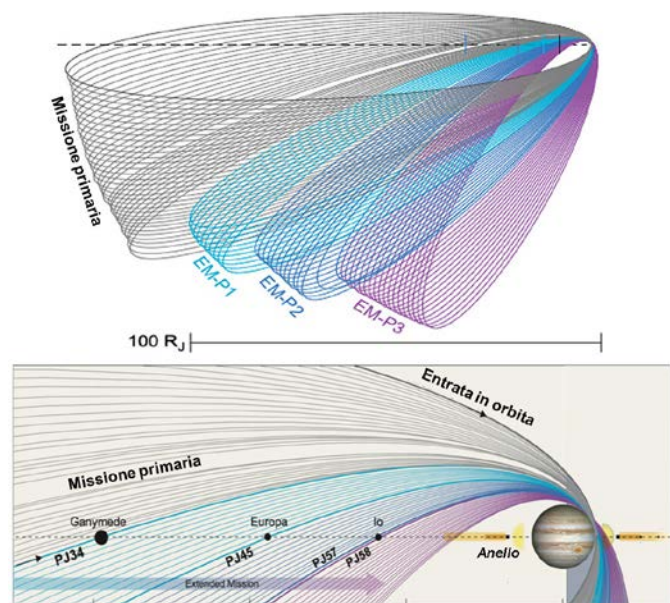 Missione primaria
EM-P1
EM-P2
EM-P3
100 RJ
Entrata in orbita
Missione primaria
Ganymede
Europa
Io
PJ34
PJ45
PJ57
PJ58
Anello
Extended Mission